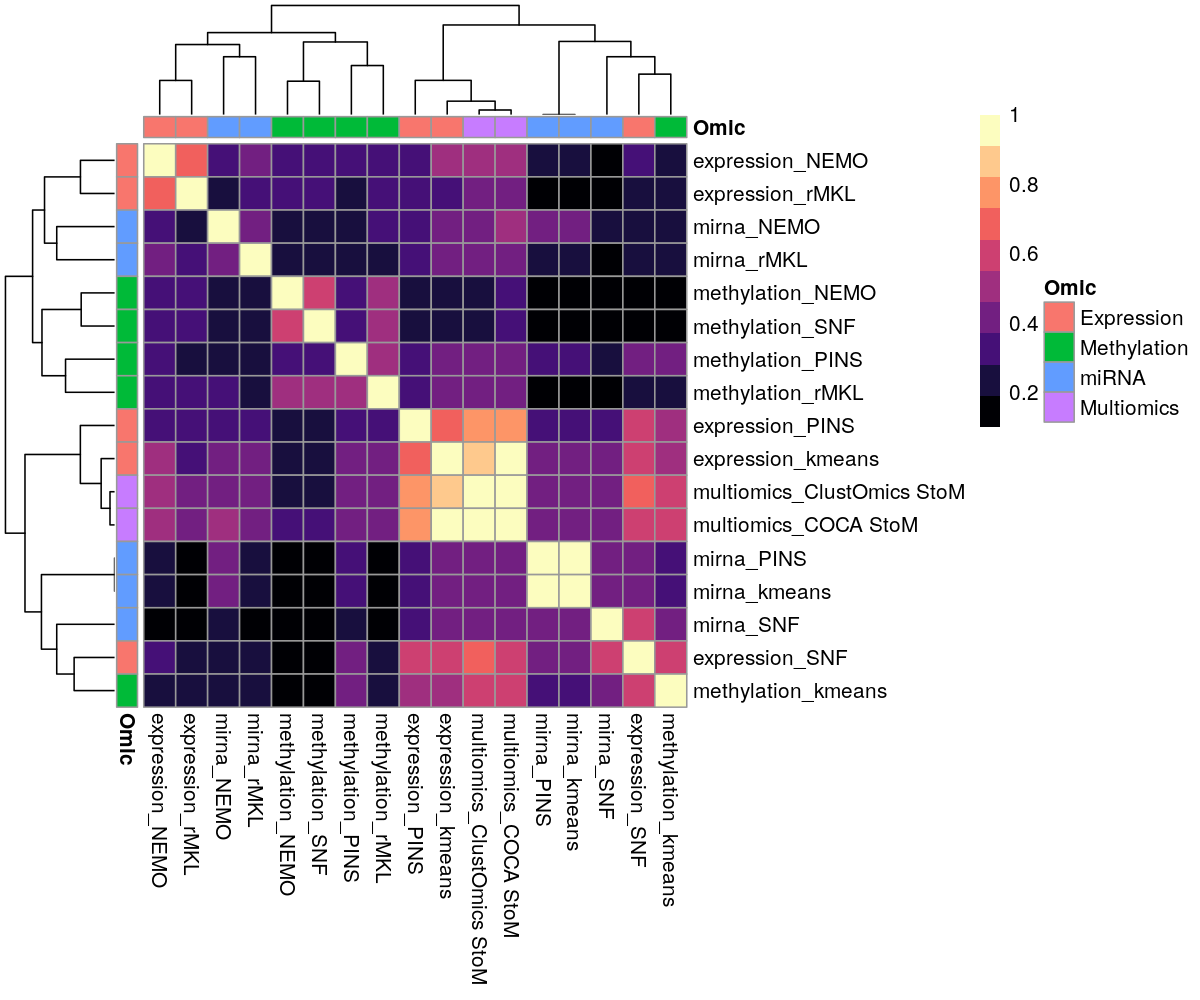 OmIc
expression_NEMO
expression_rMKL
mirna_NEMO
mirna_rMKL
methylation_NEMO
methylation_SNF
methylation_PINS
methylation_rMKL
expression_PINS
expression_kmeans
multiomics_ClustOmics StoM
multiomics_COCA StoM
mirna_PINS
mirna_kmeans
mirna_SNF
expression_SNF
methylation_kmeans
1
0.8
0.6
0.4
0.2
OmIc
Expression
Methylation
miRNA
Multiomics
OmIc
expression_NEMO
expression_rMKL
mirna_NEMO
mirna_rMKL
methylation_NEMO
methylation_SNF
methylation_PINS
methylation_rMKL
expression_PINS
expression_kmeans
multiomics_ClustOmics StoM
multiomics_COCA StoM
mirna_PINS
mirna_kmeans
mirna_SNF
expression_SNF
methylation_kmeans